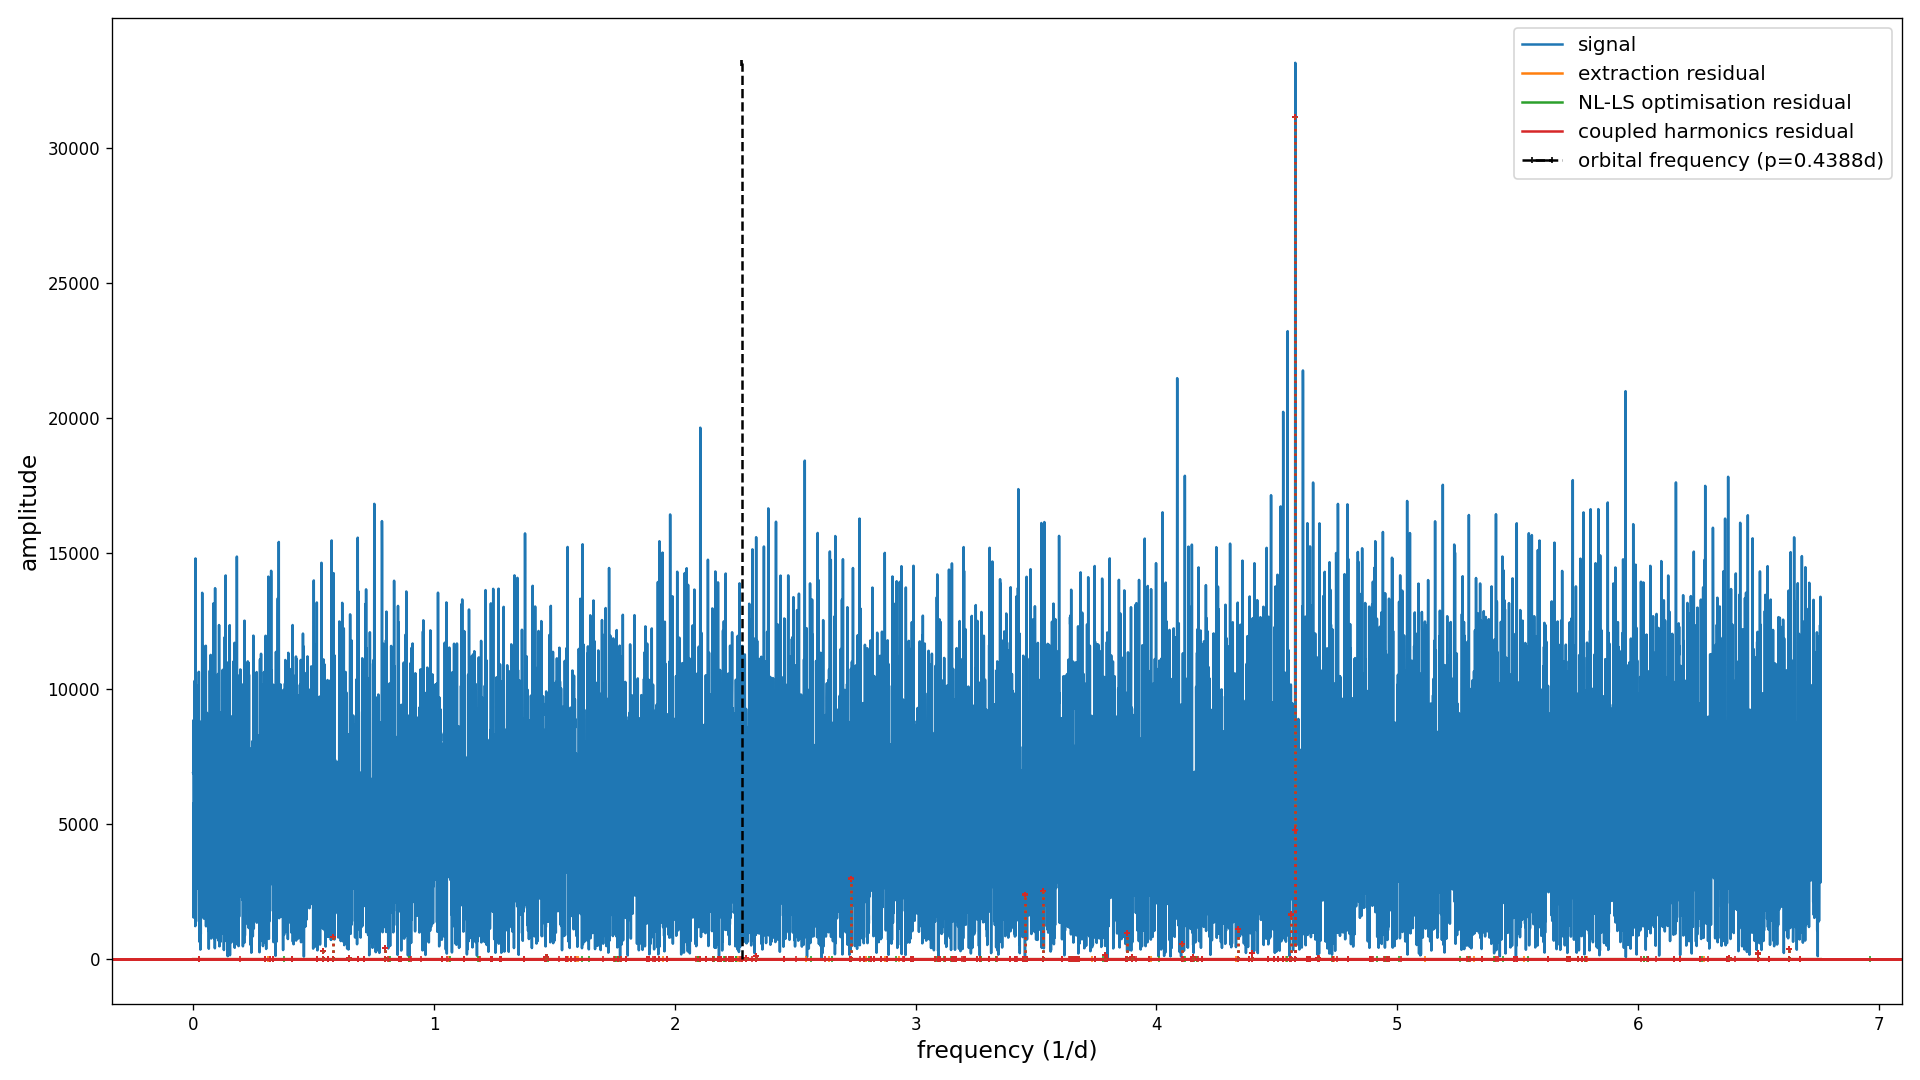 signal
extraction residual
NL-LS optimisation residual
coupled harmonics residual
orbital frequency (p=0.4388d)
amplitude
30000
25000
20000
15000
10000
5000
0
0 1 2 3 4 5 6 7
frequency (1/d)